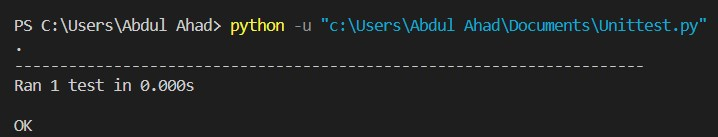 PS C:\Users\Abdul Ahad> python -u "c:\Users\Abdul Ahad\Documents\Unittest.py"
.
----------------------------------------------------------------------
Ran 1 test in 0.000s
OK